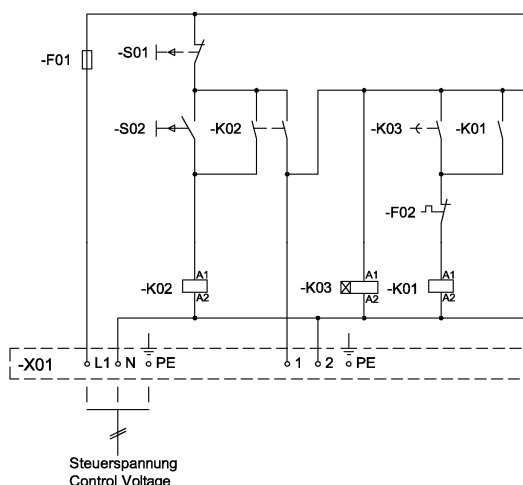 -F01
-S01
-S02
-K02
-K03
-K01
-F02
A1
-K02
A2
A1
-K03
A2
A1
-K01
A2
-X01
L1
N
PE
1
2
PE
Steuerspannung
Control Voltage